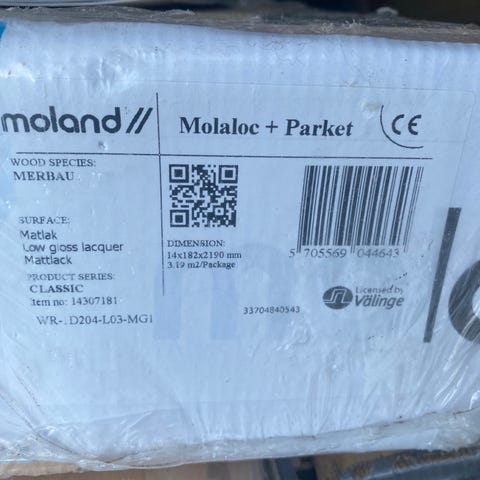 moland//
Molaloc + Parket
CE
WOOD SPECIES:
MERBAU
SURFACE:
Matlak
Low gloss lacquer
Mattlack
PRODUCT SERIES:
CLASSIC
item no: 14307181
DIMENSION:
14x182x2190 mm
3.19 m2/Package
5 705569 044643
33704840543
Licensed by
Välinge